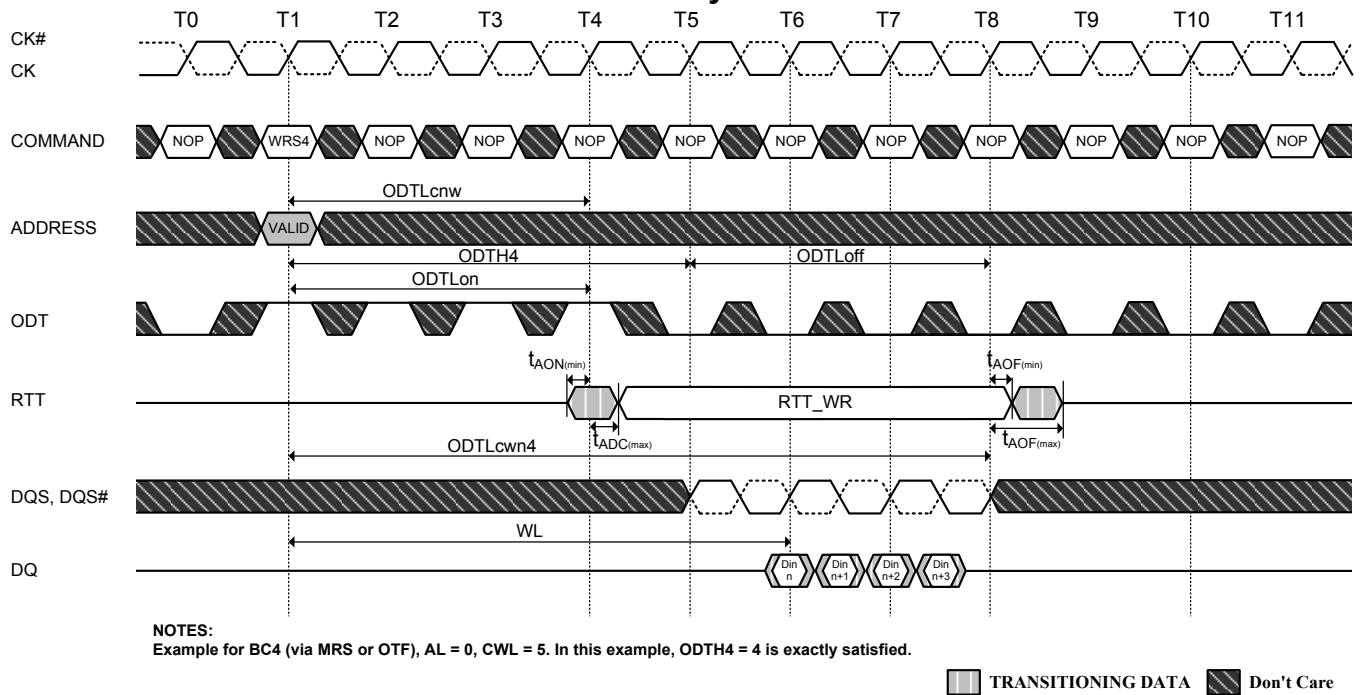 T0 T1 T2 T3 T4 T5 T6 T7 T8 T9 T10 T11
CK#
CK
COMMAND NOP WRS4 NOP NOP NOP NOP NOP NOP NOP NOP NOP NOP
ODTLcnw
ADDRESS VALID
ODTH4 ODTLoff
ODTLon
ODT
tAON(min) tAOF(min)
RTT RTT_WR
tADC(max) tAOF(max)
ODTLcwn4
DQS, DQS#
WL
DQ Din n Din n+1 Din n+2 Din n+3
NOTES:
Example for BC4 (via MRS or OTF), AL = 0, CWL = 5. In this example, ODTH4 = 4 is exactly satisfied.
TRANSITIONING DATA Don't Care